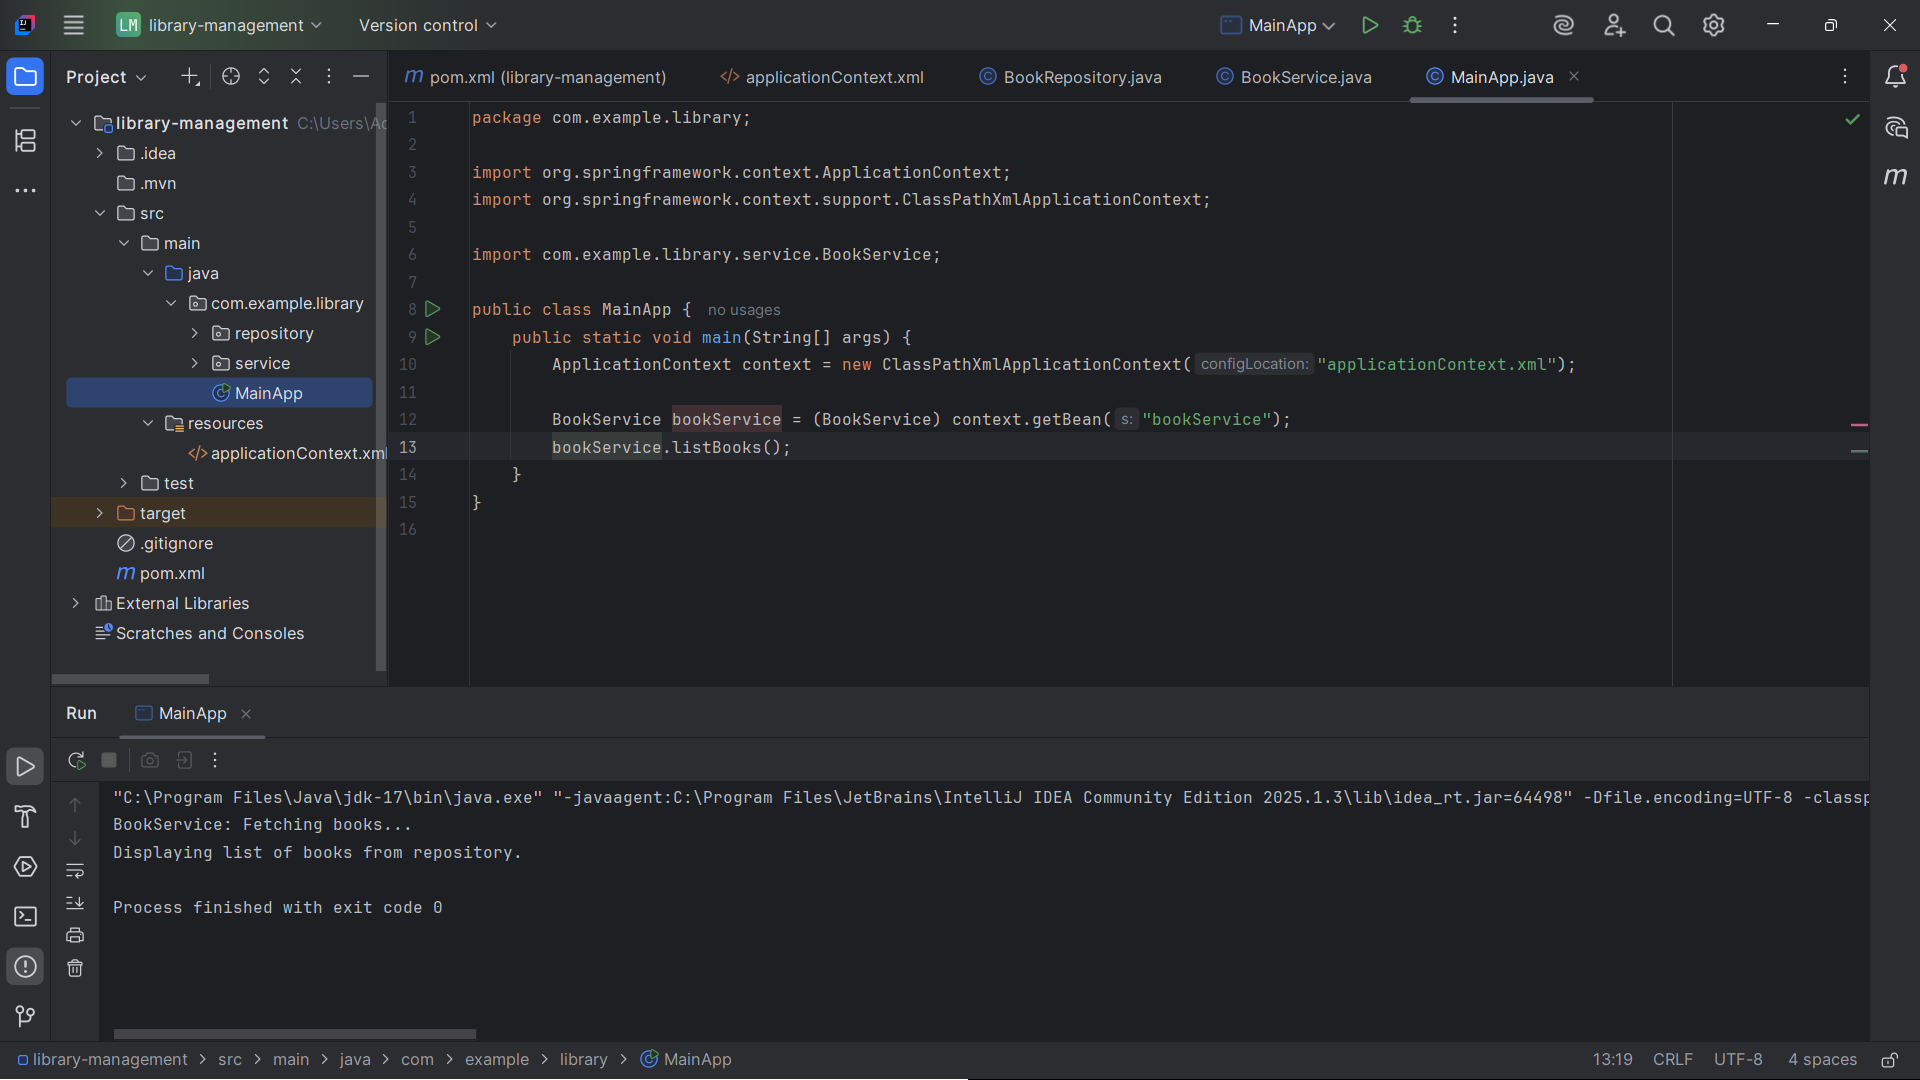 LM library-management Version control MainApp
Project
pom.xml (library-management) applicationContext.xml BookRepository.java BookService.java MainApp.java
library-management C:\Users\Ac
.idea
.mvn
src
main
java
com.example.library
repository
service
MainApp
resources
applicationContext.xml
test
target
.gitignore
m pom.xml
External Libraries
Scratches and Consoles
1 package com.example.library;
2
3 import org.springframework.context.ApplicationContext;
4 import org.springframework.context.support.ClassPathXmlApplicationContext;
5
6 import com.example.library.service.BookService;
7
8 public class MainApp { no usages
9 public static void main(String[] args) {
10 ApplicationContext context = new ClassPathXmlApplicationContext( configLocation: "applicationContext.xml");
11
12 BookService bookService = (BookService) context.getBean( s: "bookService");
13 bookService.listBooks();
14 }
15 }
16
Run MainApp
"C:\Program Files\Java\jdk-17\bin\java.exe" "-javaagent:C:\Program Files\JetBrains\IntelliJ IDEA Community Edition 2025.1.3\lib\idea_rt.jar=64498" -Dfile.encoding=UTF-8 -classp
BookService: Fetching books...
Displaying list of books from repository.
Process finished with exit code 0
library-management > src > main > java > com > example > library > MainApp 13:19 CRLF UTF-8 4 spaces